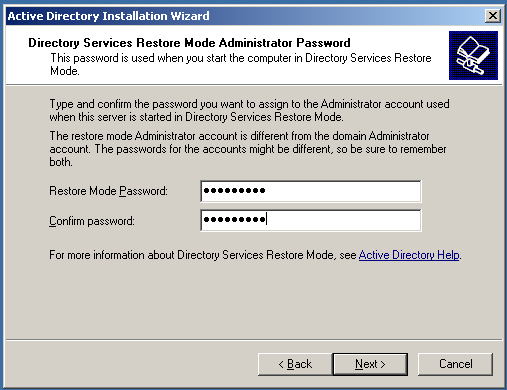 Active Directory Installation Wizard
Directory Services Restore Mode Administrator Password
This password is used when you start the computer in Directory Services Restore
Mode.
Type and confirm the password you want to assign to the Administrator account used
when this server is started in Directory Services Restore Mode.
The restore mode Administrator account is different from the domain Administrator
account. The passwords for the accounts might be different, so be sure to remember
both.
Restore Mode Password: ●●●●●●●●●
Confirm password: ●●●●●●●●●
For more information about Directory Services Restore Mode, see Active Directory Help.
< Back Next > Cancel